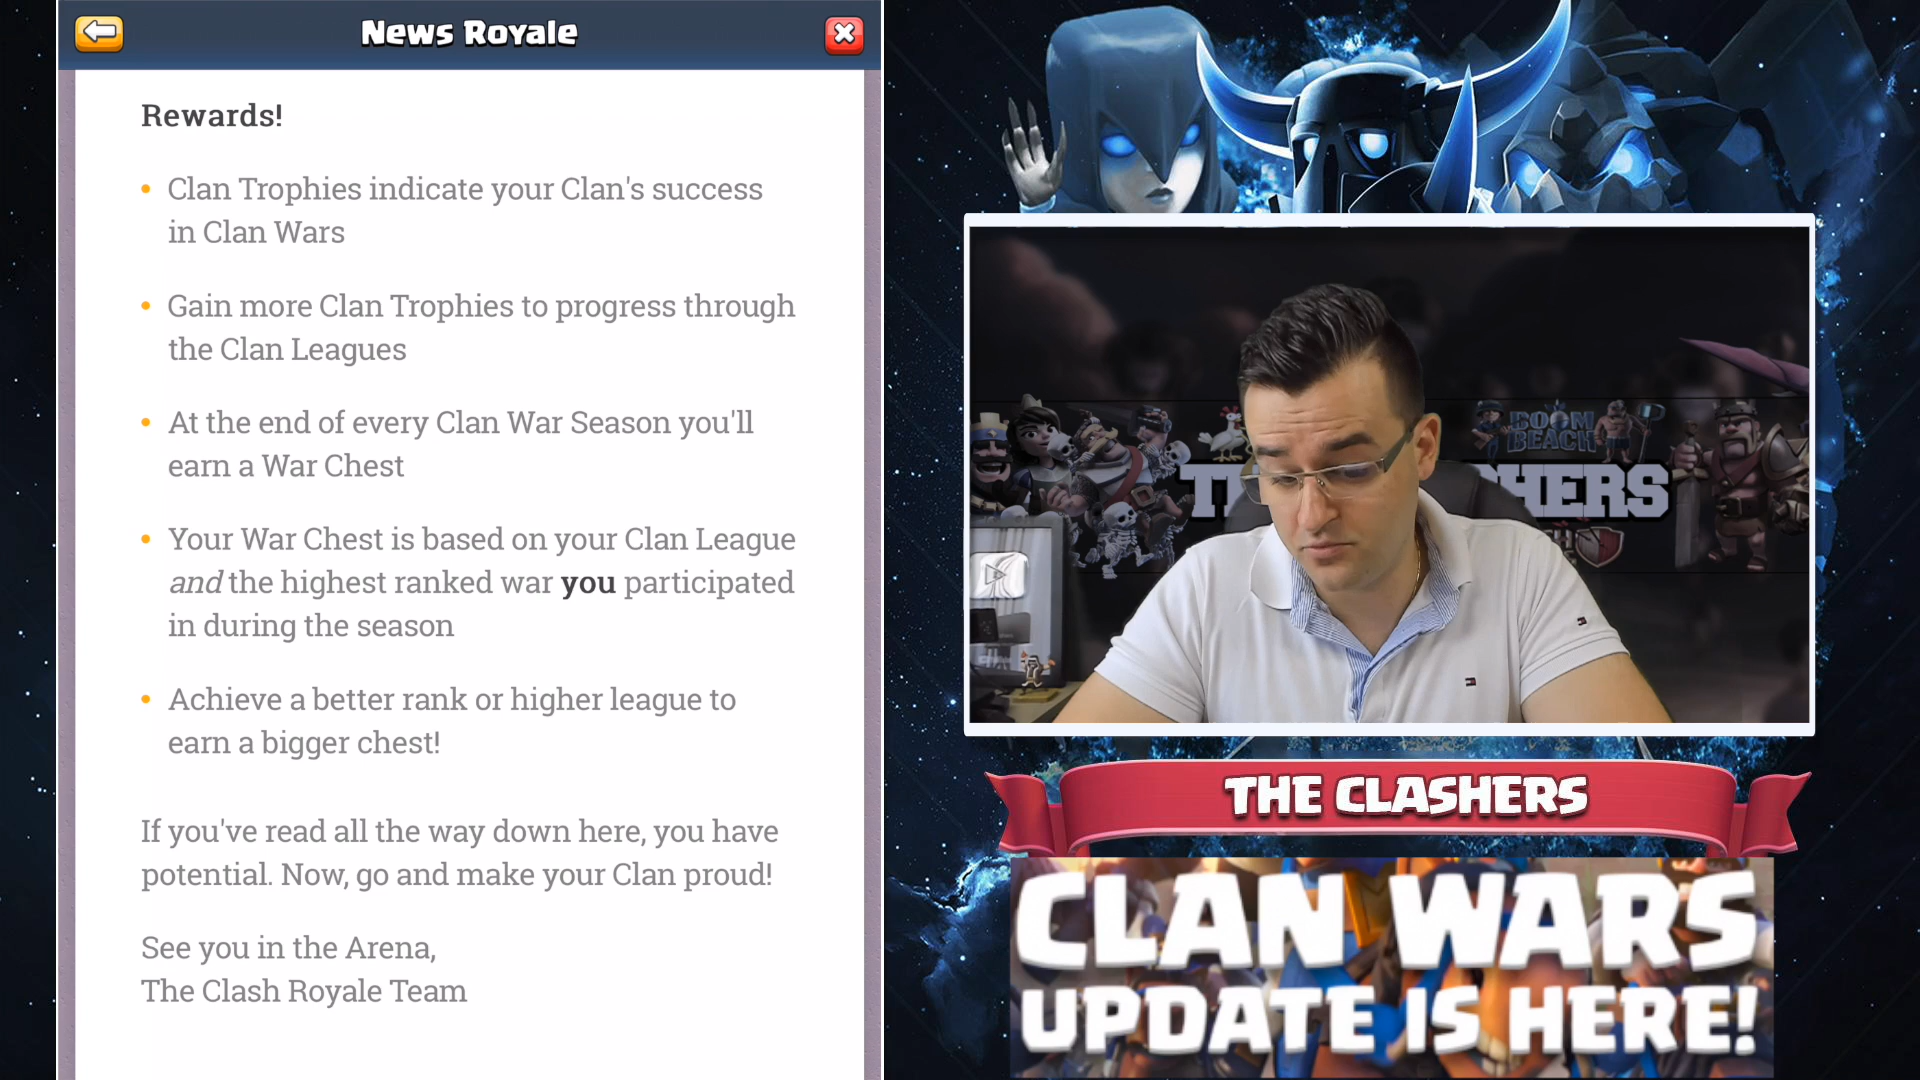 News Royale
Rewards!
• Clan Trophies indicate your Clan's success
in Clan Wars
• Gain more Clan Trophies to progress through
the Clan Leagues
• At the end of every Clan War Season you'll
earn a War Chest
• Your War Chest is based on your Clan League
and the highest ranked war you participated
in during the season
• Achieve a better rank or higher league to
earn a bigger chest!
If you've read all the way down here, you have
potential. Now, go and make your Clan proud!
See you in the Arena,
The Clash Royale Team
BOOM
BEACH
HERS
THE CLASHERS
CLAN WARS
UPDATE IS HERE!